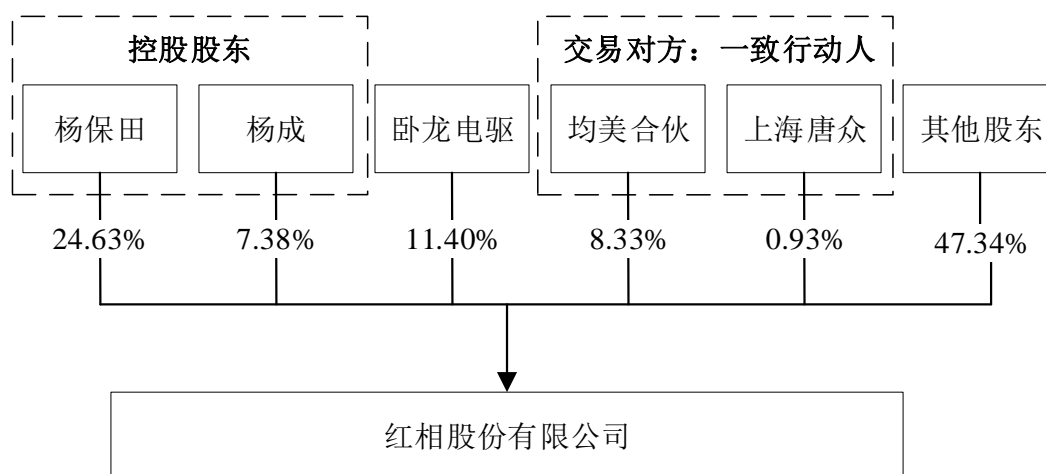 控股股东
交易对方：一致行动人
杨保田
杨成
卧龙电驱
均美合伙
上海唐众
其他股东
24.63%
7.38%
11.40%
8.33%
0.93%
47.34%
红相股份有限公司